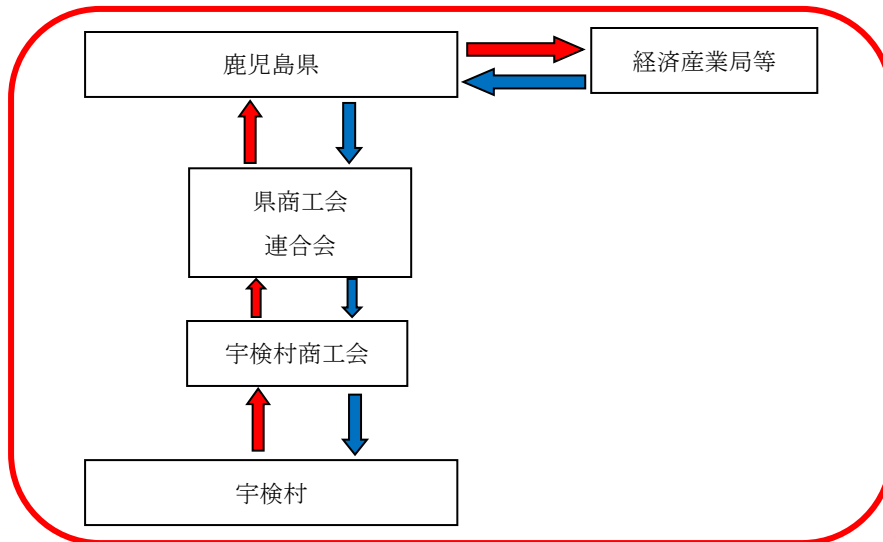 鹿児島県
経済産業局等
県商工会
連合会
宇検村商工会
宇検村